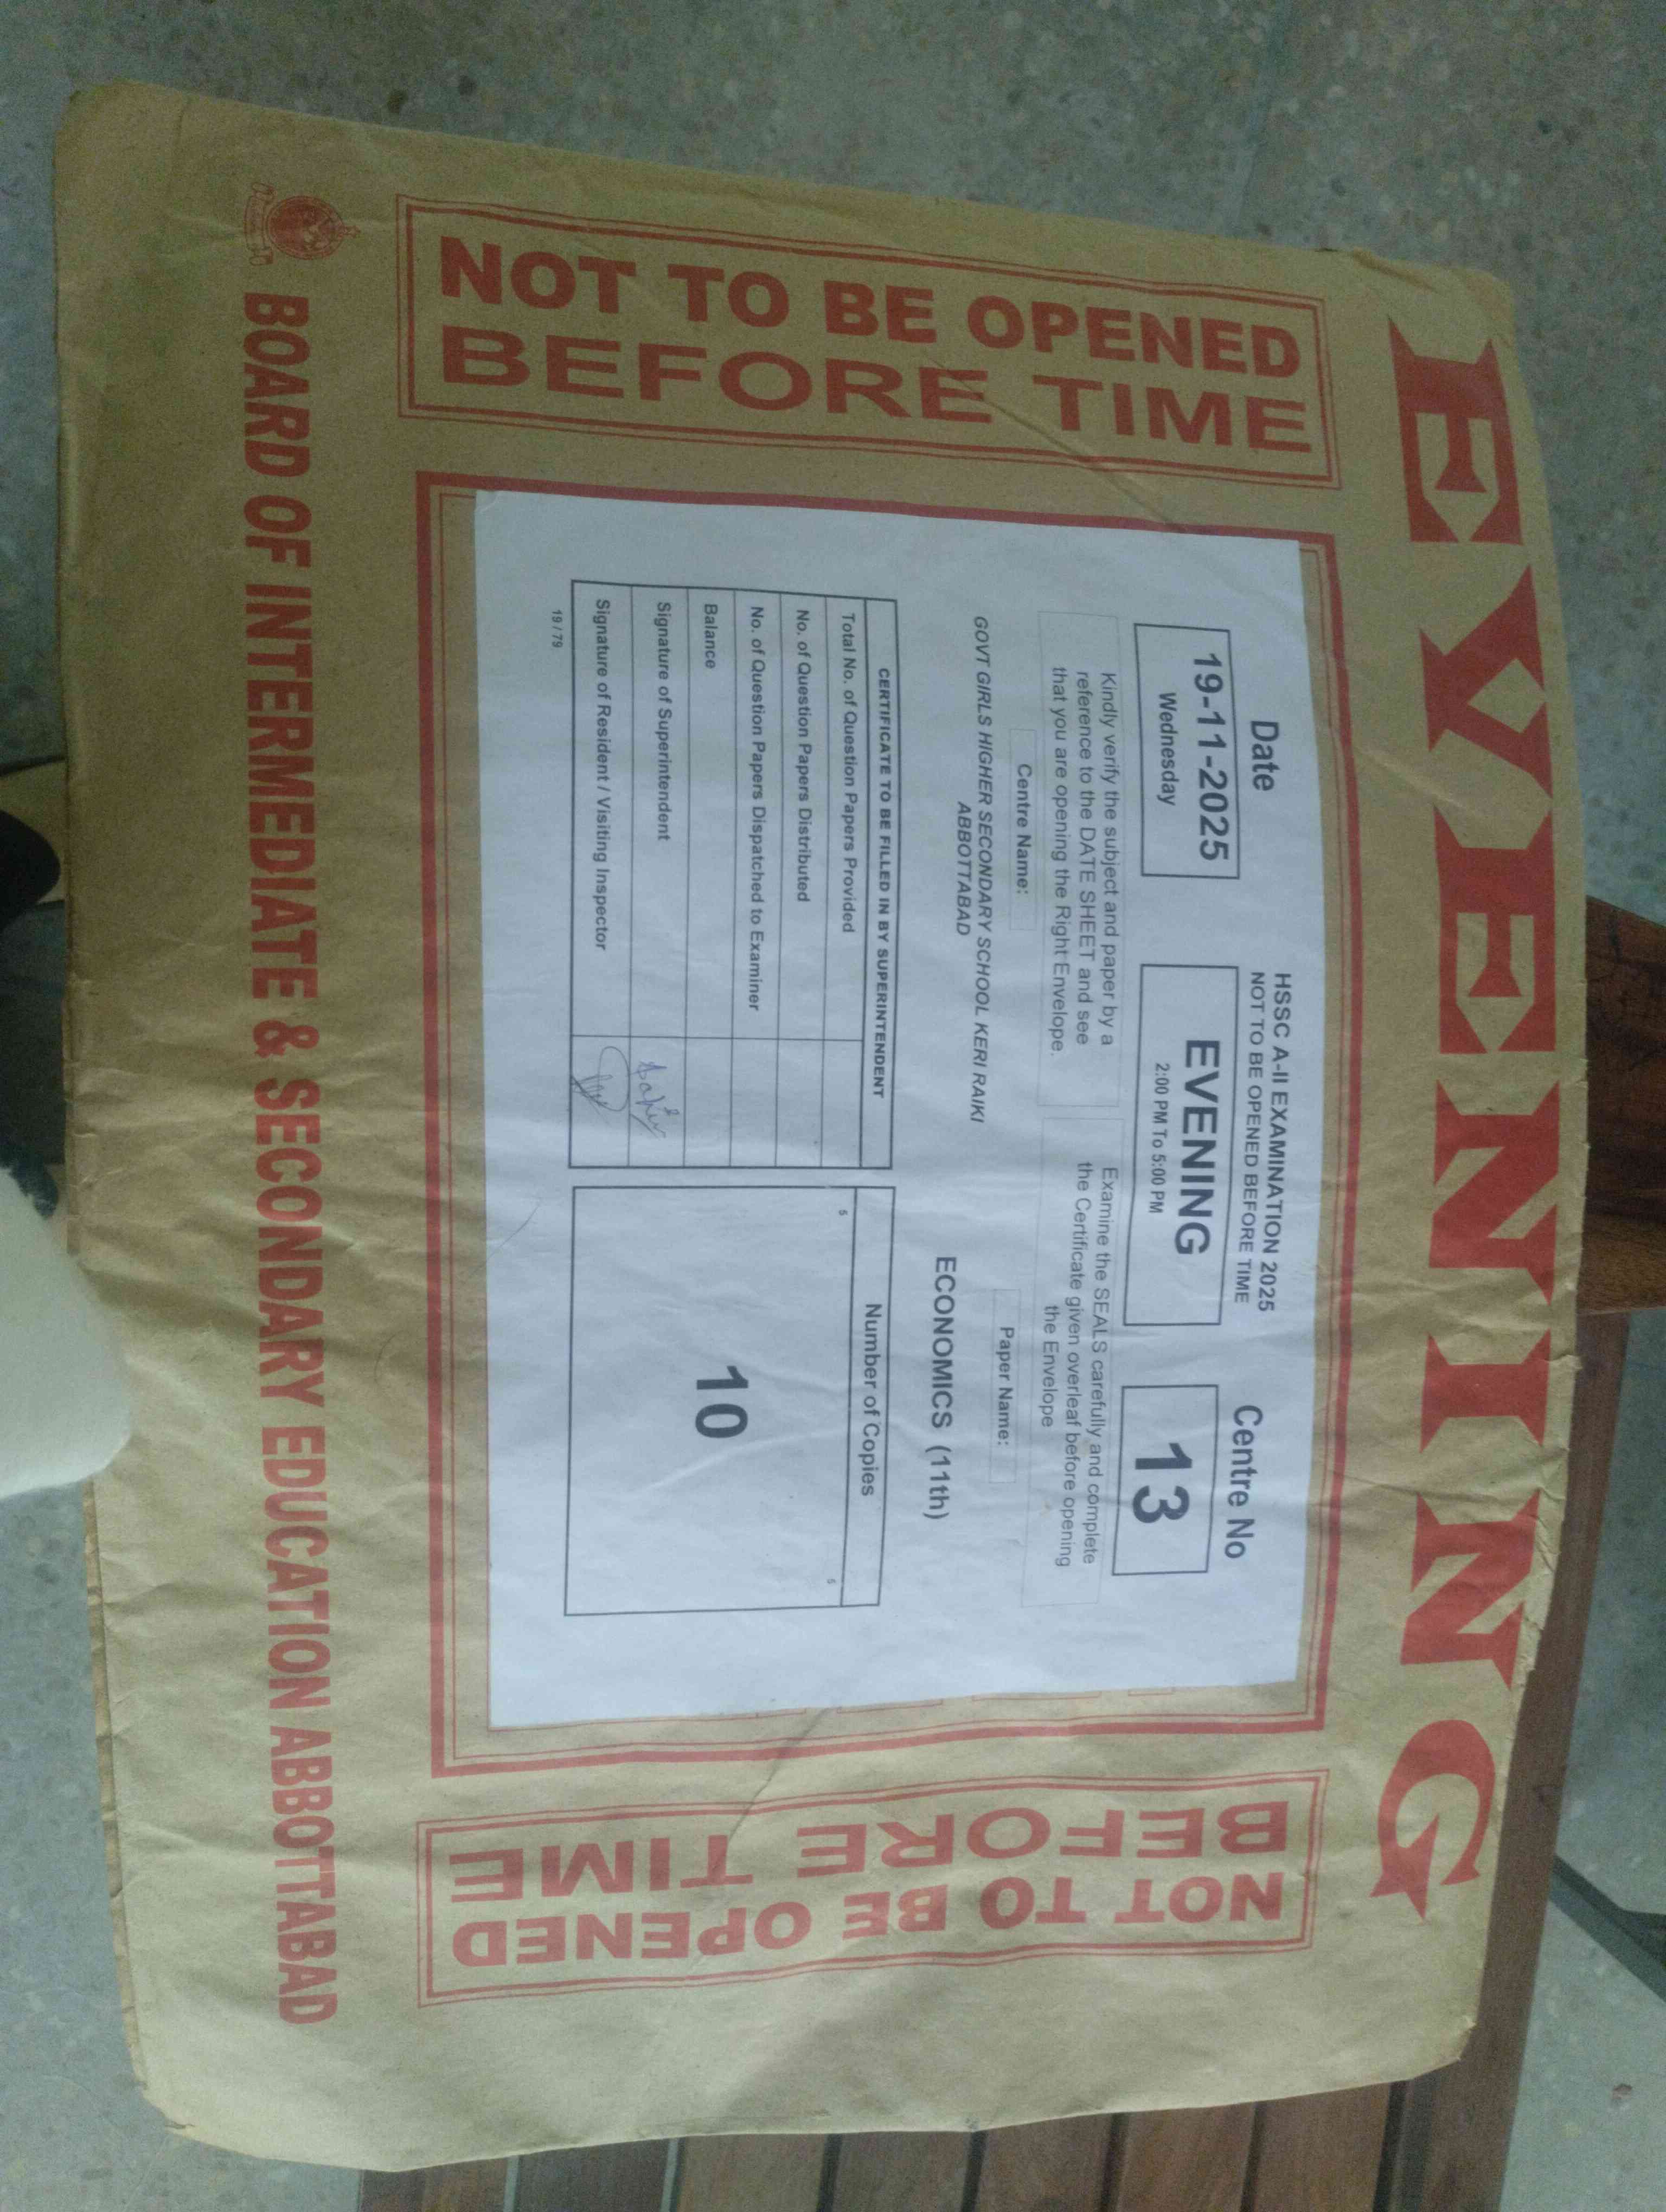 EVENING
NOT TO BE OPENED
BEFORE TIME
HSSC A-II EXAMINATION 2025
NOT TO BE OPENED BEFORE TIME
Date
19-11-2025
Wednesday
EVENING
2:00 PM To 5:00 PM
Centre No
13
Kindly verify the subject and paper by a
reference to the DATE SHEET and see
that you are opening the Right Envelope.
Examine the SEALS carefully and complete
the Certificate given overleaf before opening
the Envelope
Centre Name:
GOVT GIRLS HIGHER SECONDARY SCHOOL KERI RAIKI
ABBOTTABAD
Paper Name:
ECONOMICS (11th)
CERTIFICATE TO BE FILLED IN BY SUPERINTENDENT
Total No. of Question Papers Provided
No. of Question Papers Distributed
No. of Question Papers Dispatched to Examiner
Balance
Signature of Superintendent
Signature of Resident / Visiting Inspector
19 / 79
Number of Copies
5
5
10
NOT TO BE OPENED
BEFORE TIME
BOARD OF INTERMEDIATE & SECONDARY EDUCATION ABBOTTABAD